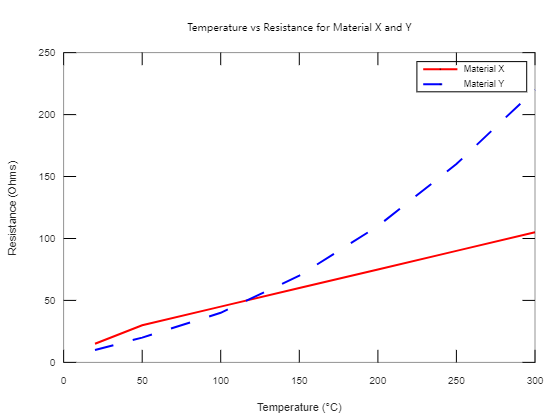 Temperature vs Resistance for Material X and Y
250
200
150
100
50
0
0 50 100 150 200 250 300
Resistance (Ohms)
Temperature (°C)
Material X
Material Y